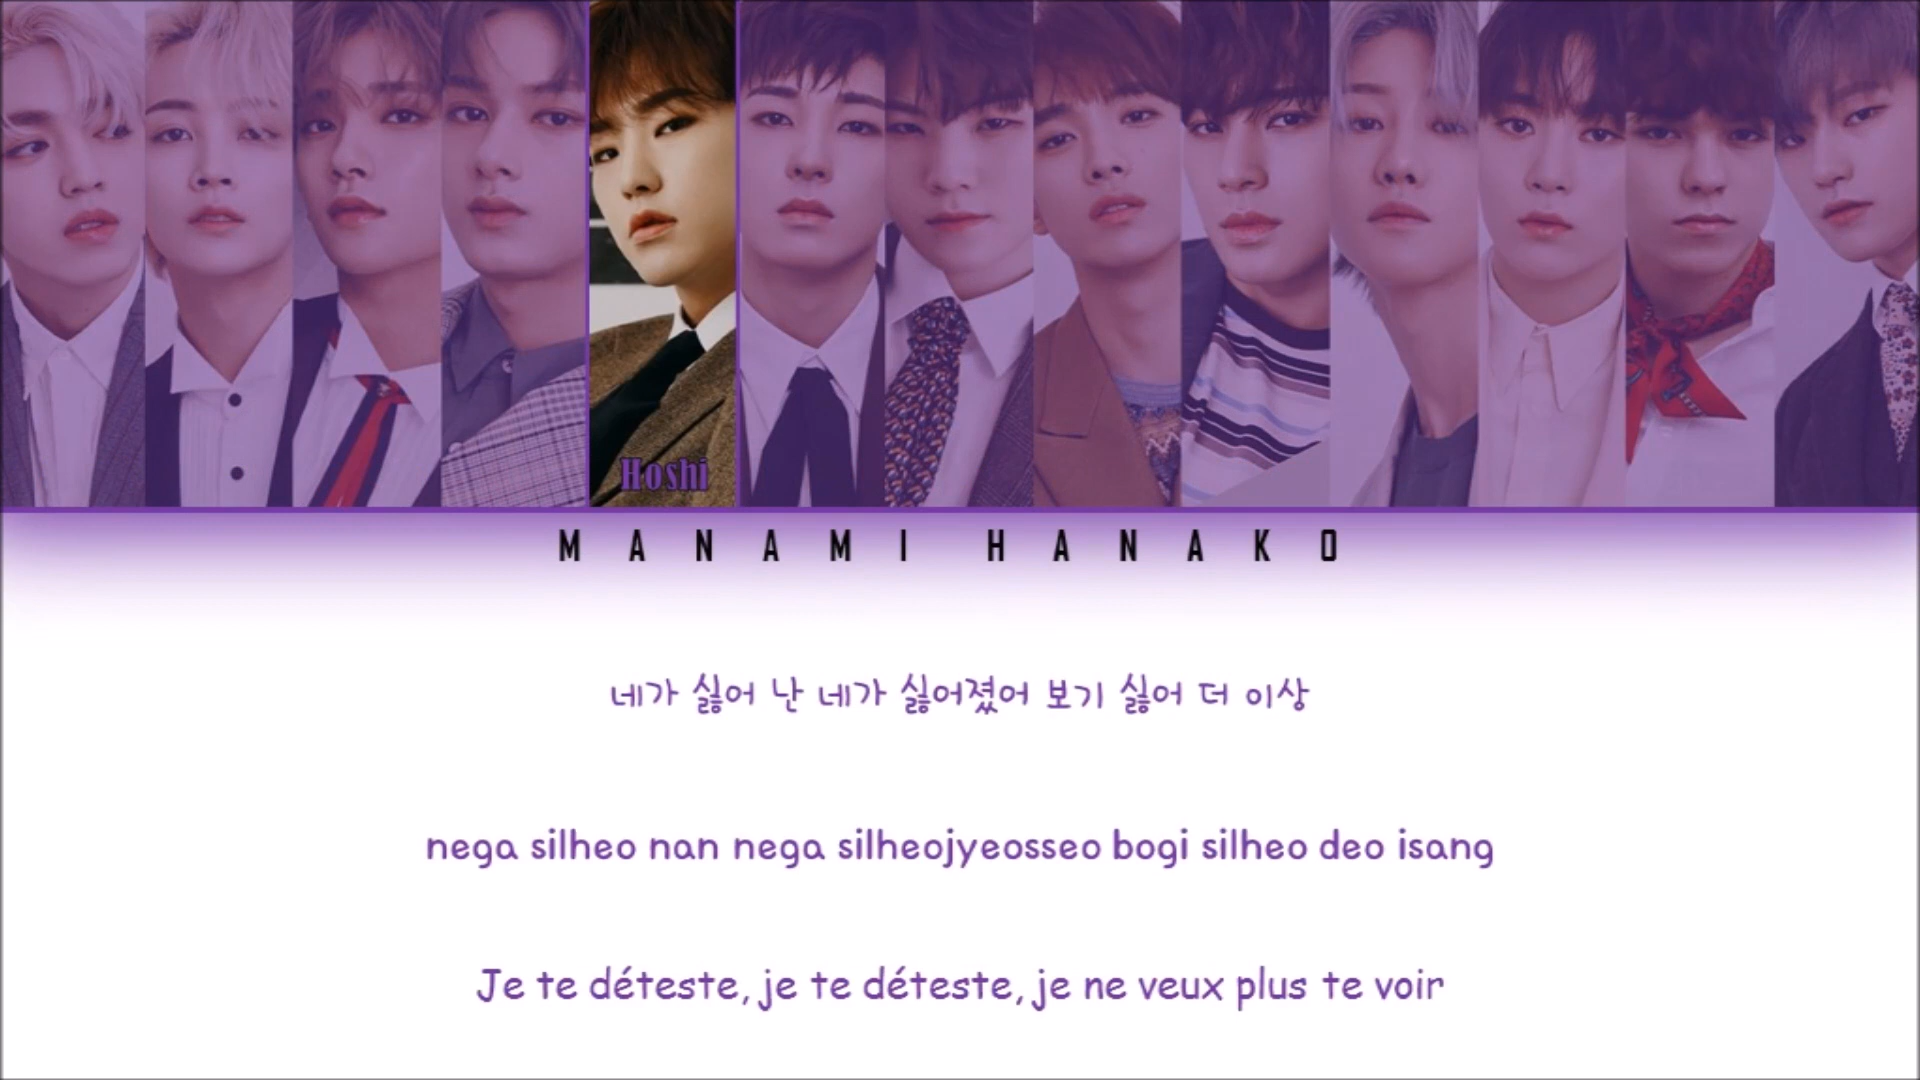 Hoshi
MANAMI HANAKO
네가 싫어 난 네가 싫어졌어 보기 싫어 더 이상
nega silheo nan nega silheojyeosseo bogi silheo deo isang
Je te déteste, je te déteste, je ne veux plus te voir